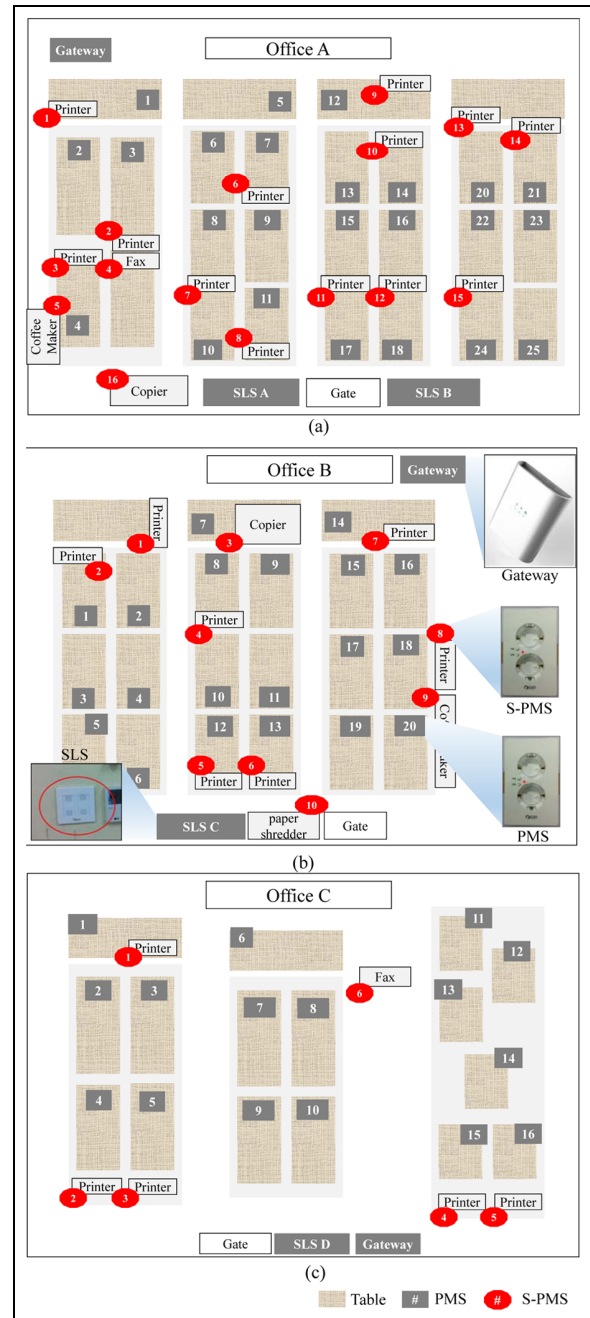 Office A
Gateway
Printer
9
12
1
Printer
1
5
Printer
13
Printer
14
2
3
6
7
Printer
10
6
Printer
13
14
20
21
8
9
15
16
22
23
2
Printer
Printer
3
Fax
4
Printer
7
Printer
11
Printer
12
Printer
15
5
Coffee
Maker
4
11
8
Printer
10
17
18
24
25
16
Copier
SLS A
Gate
SLS B
(a)
Office B
Gateway
Gateway
Printer
1
7
Copier
3
14
Printer
7
Printer
2
8
9
15
16
1
2
Printer
4
8
Printer
S-PMS
17
18
3
4
10
11
9
Co
aker
5
12
13
19
20
SLS
6
5
Printer
6
Printer
PMS
10
SLS C
paper
shredder
Gate
(b)
Office C
1
Printer
1
6
11
12
Fax
6
2
3
7
8
13
14
4
5
9
10
15
16
Printer
2
Printer
3
Printer
4
Printer
5
Gate
SLS D
Gateway
(c)
Table
# PMS
# S-PMS